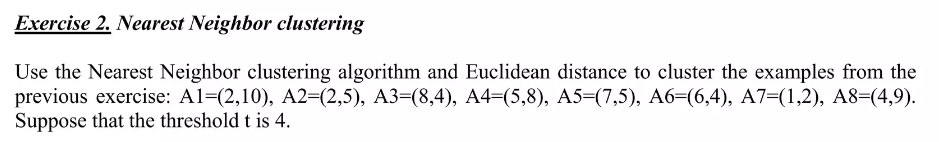 Exercise 2. Nearest Neighbor clustering
Use the Nearest Neighbor clustering algorithm and Euclidean distance to cluster the examples from the
previous exercise: A1=(2,10), A2=(2,5), A3=(8,4), A4=(5,8), A5=(7,5), A6=(6,4), A7=(1,2), A8=(4,9).
Suppose that the threshold t is 4.